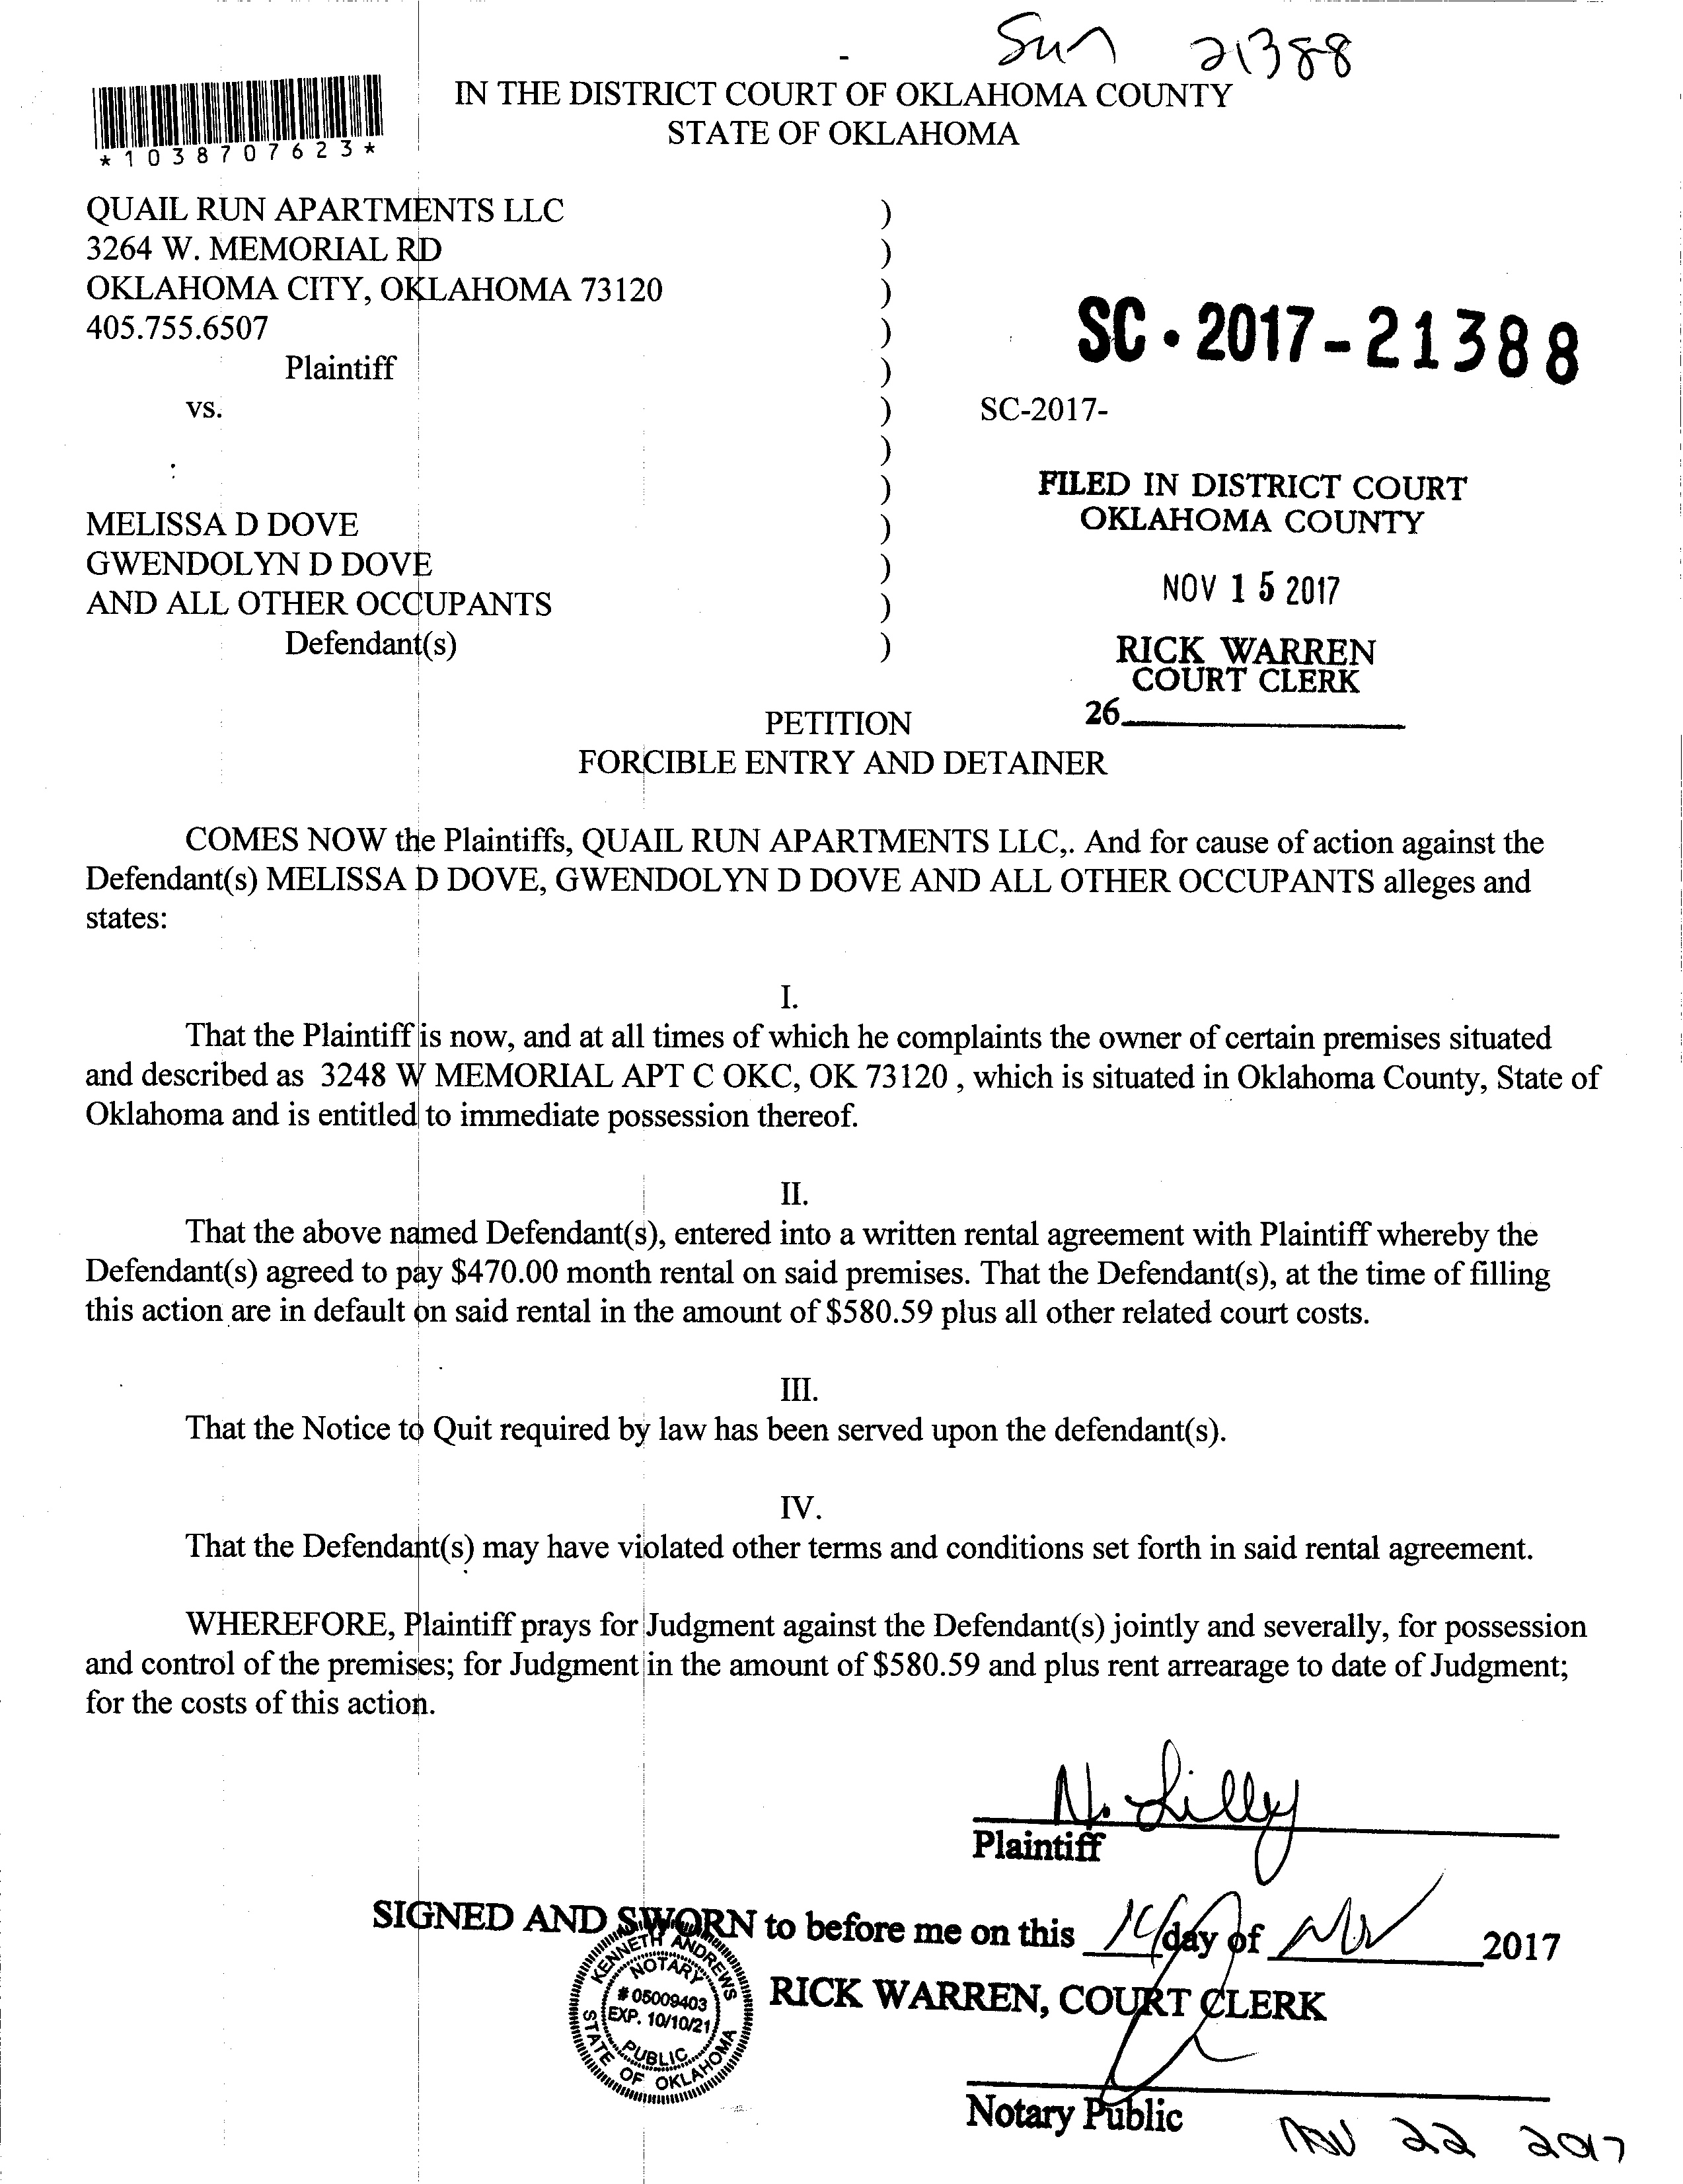 Sum 21388
IN THE DISTRICT COURT OF OKLAHOMA COUNTY
STATE OF OKLAHOMA
*1038707623*
QUAIL RUN APARTMENTS LLC )
3264 W. MEMORIAL RD )
OKLAHOMA CITY, OKLAHOMA 73120 )
405.755.6507 )
Plaintiff )
SC·2017-21388
vs. ) SC-2017-
)
: )
FILED IN DISTRICT COURT
OKLAHOMA COUNTY
MELISSA D DOVE )
GWENDOLYN D DOVE )
AND ALL OTHER OCCUPANTS )
Defendant(s) )
NOV 15 2017
RICK WARREN
COURT CLERK
26
PETITION
FORCIBLE ENTRY AND DETAINER
COMES NOW the Plaintiffs, QUAIL RUN APARTMENTS LLC,. And for cause of action against the
Defendant(s) MELISSA D DOVE, GWENDOLYN D DOVE AND ALL OTHER OCCUPANTS alleges and
states:
I.
That the Plaintiff is now, and at all times of which he complaints the owner of certain premises situated
and described as 3248 W MEMORIAL APT C OKC, OK 73120 , which is situated in Oklahoma County, State of
Oklahoma and is entitled to immediate possession thereof.
II.
That the above named Defendant(s), entered into a written rental agreement with Plaintiff whereby the
Defendant(s) agreed to pay $470.00 month rental on said premises. That the Defendant(s), at the time of filling
this action are in default on said rental in the amount of $580.59 plus all other related court costs.
III.
That the Notice to Quit required by law has been served upon the defendant(s).
IV.
That the Defendant(s) may have violated other terms and conditions set forth in said rental agreement.
WHEREFORE, Plaintiff prays for Judgment against the Defendant(s) jointly and severally, for possession
and control of the premises; for Judgment in the amount of $580.59 and plus rent arrearage to date of Judgment;
for the costs of this action.
N. Lilly
Plaintiff
SIGNED AND SWORN to before me on this 14 day of Nov 2017
KENNETH ANDREWS
NOTARY
# 05009403
EXP. 10/10/21
PUBLIC
STATE OF OKLAHOMA
RICK WARREN, COURT CLERK
Notary Public
NOV 22 2017